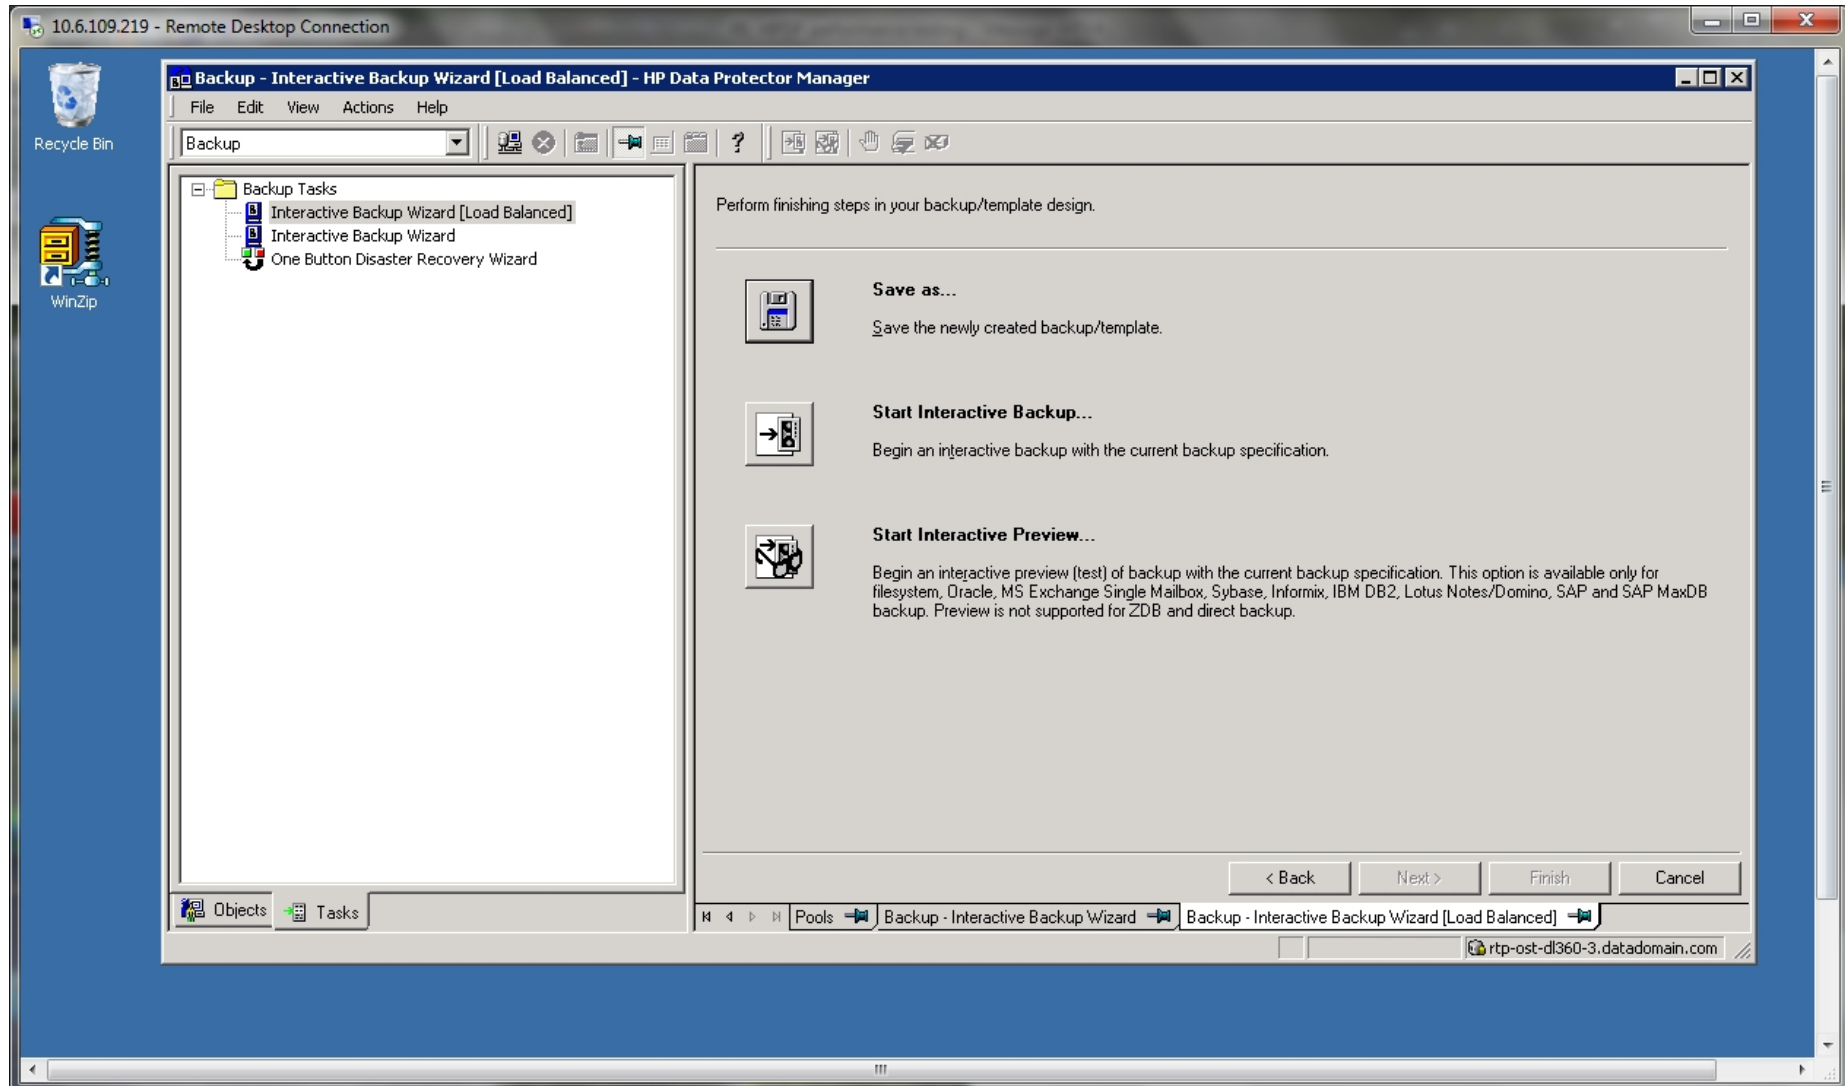 10.6.109.219 - Remote Desktop Connection
Recycle Bin
WinZip
Backup - Interactive Backup Wizard [Load Balanced] - HP Data Protector Manager
File Edit View Actions Help
Backup
?
Backup Tasks
Interactive Backup Wizard [Load Balanced]
Interactive Backup Wizard
One Button Disaster Recovery Wizard
Objects Tasks
Perform finishing steps in your backup/template design.
Save as...
Save the newly created backup/template.
Start Interactive Backup...
Begin an interactive backup with the current backup specification.
Start Interactive Preview...
Begin an interactive preview (test) of backup with the current backup specification. This option is available only for
filesystem, Oracle, MS Exchange Single Mailbox, Sybase, Informix, IBM DB2, Lotus Notes/Domino, SAP and SAP MaxDB
backup. Preview is not supported for ZDB and direct backup.
< Back Next > Finish Cancel
Pools Backup - Interactive Backup Wizard Backup - Interactive Backup Wizard [Load Balanced]
rtp-ost-dl360-3.datadomain.com